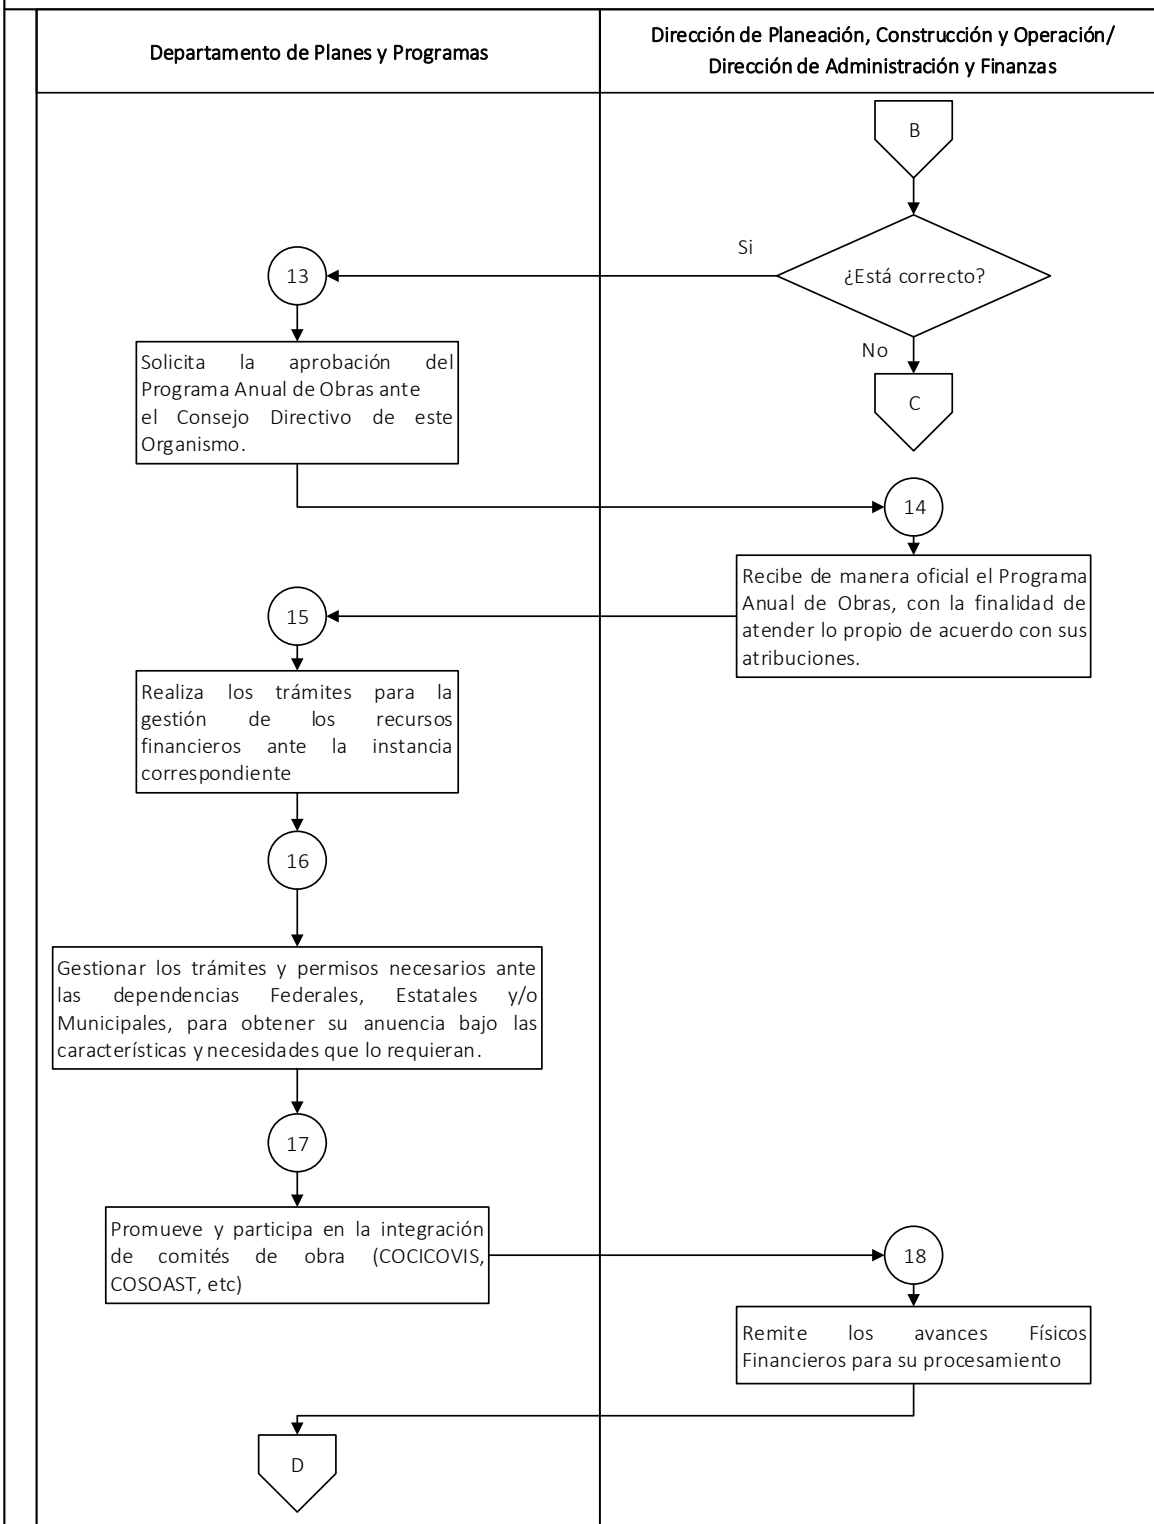 Departamento de Planes y Programas
Dirección de Planeación, Construcción y Operación/
Dirección de Administración y Finanzas
B
¿Está correcto?
Si
No
C
13
Solicita la aprobación del
Programa Anual de Obras ante
el Consejo Directivo de este
Organismo.
14
Recibe de manera oficial el Programa
Anual de Obras, con la finalidad de
atender lo propio de acuerdo con sus
atribuciones.
15
Realiza los trámites para la
gestión de los recursos
financieros ante la instancia
correspondiente
16
Gestionar los trámites y permisos necesarios ante
las dependencias Federales, Estatales y/o
Municipales, para obtener su anuencia bajo las
características y necesidades que lo requieran.
17
Promueve y participa en la integración
de comités de obra (COCICOVIS,
COSOAST, etc)
18
Remite los avances Físicos
Financieros para su procesamiento
D